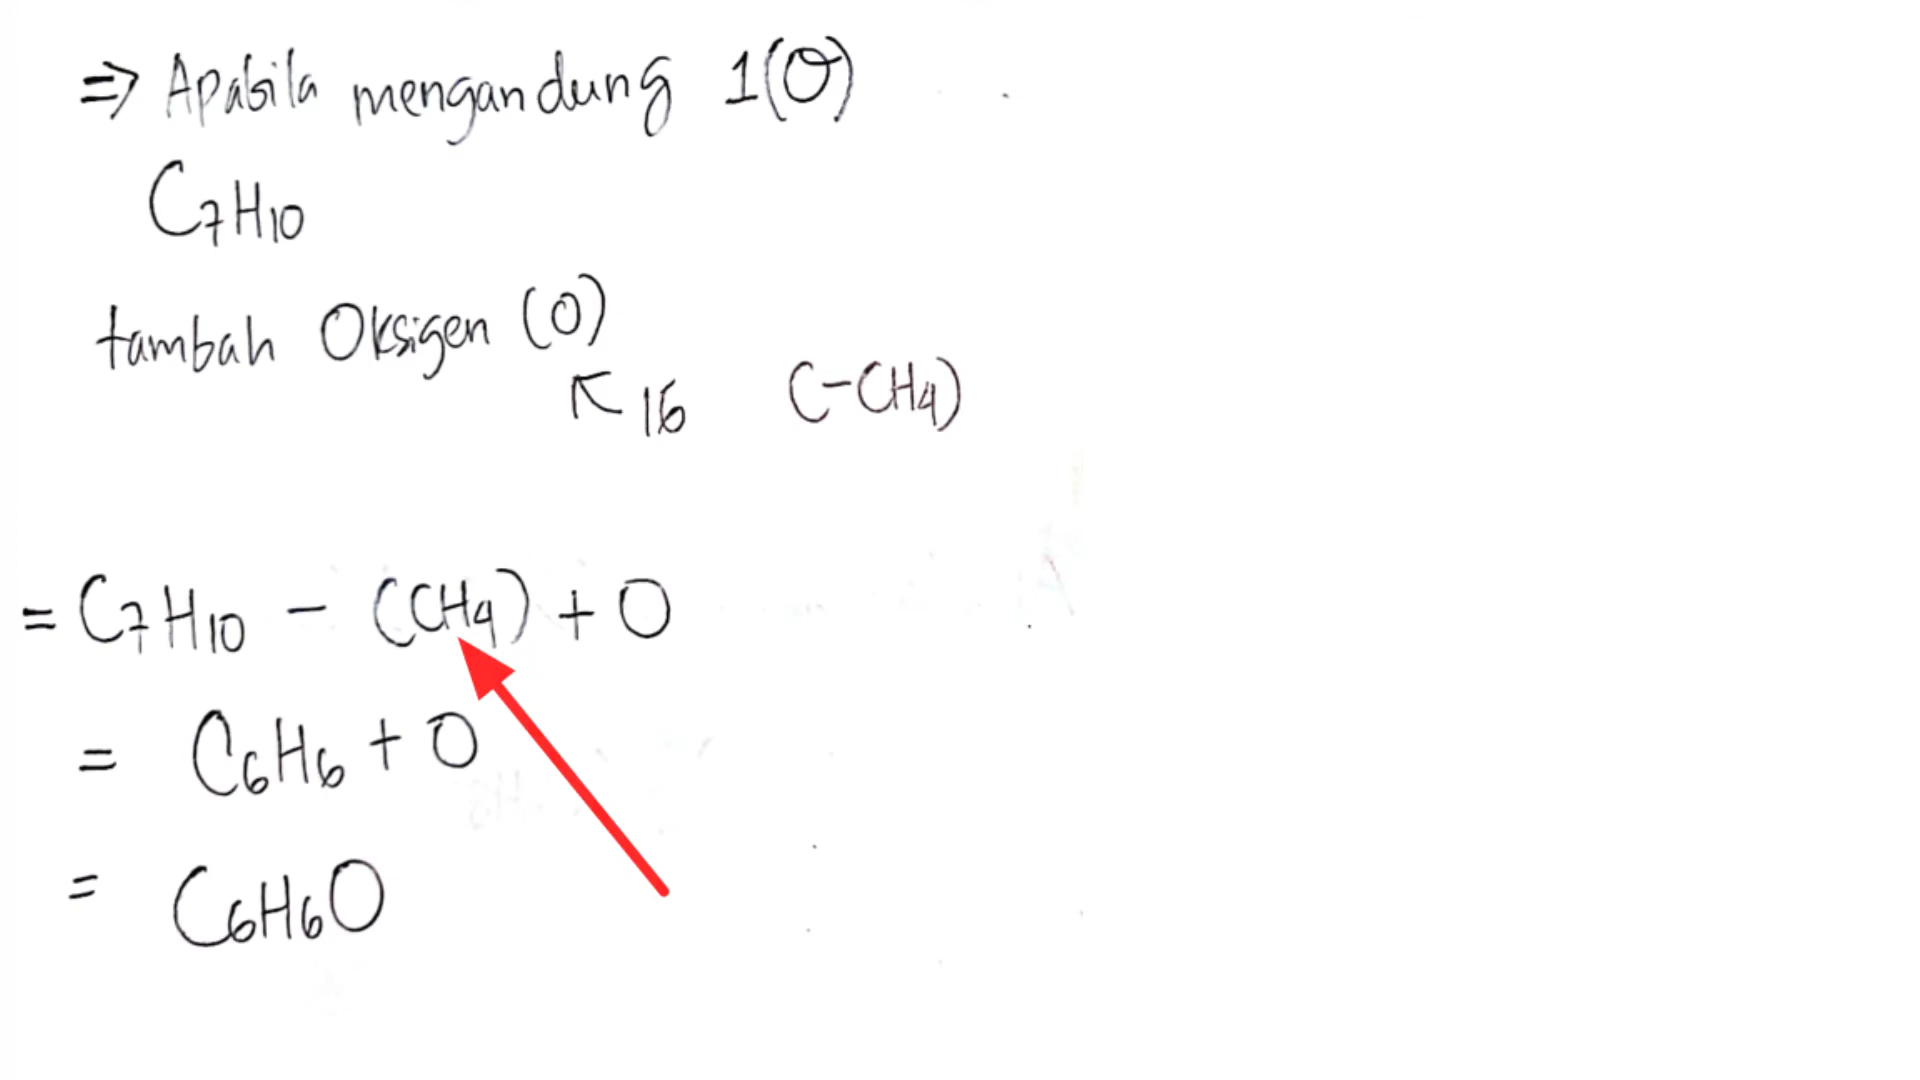 ⇒ Apabila mengandung 1(O)
C₇H₁₀
tambah Oksigen (O)
↖ 16 (-CH₄)
= C₇H₁₀ - (CH₄) + O
= C₆H₆ + O
= C₆H₆O